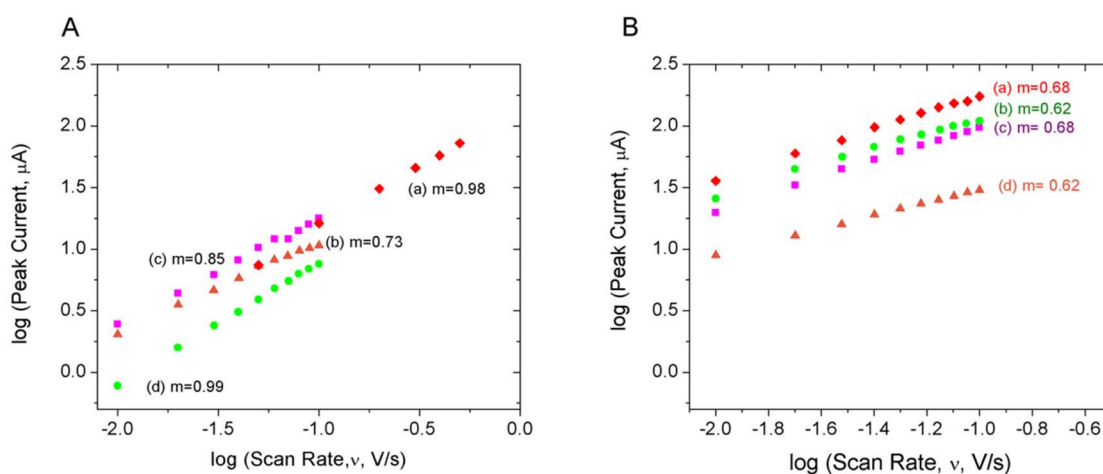 A
log (Peak Current, μA)
2.5
2.0
1.5
1.0
0.5
0.0
(a) m=0.98
(b) m=0.73
(c) m=0.85
(d) m=0.99
-2.0 -1.5 -1.0 -0.5 0.0
log (Scan Rate,ν, V/s)
B
log (Peak Current, μA)
2.5
2.0
1.5
1.0
0.5
0.0
(a) m=0.68
(b) m=0.62
(c) m= 0.68
(d) m= 0.62
-2.0 -1.8 -1.6 -1.4 -1.2 -1.0 -0.8 -0.6
log (Scan Rate, ν, V/s)